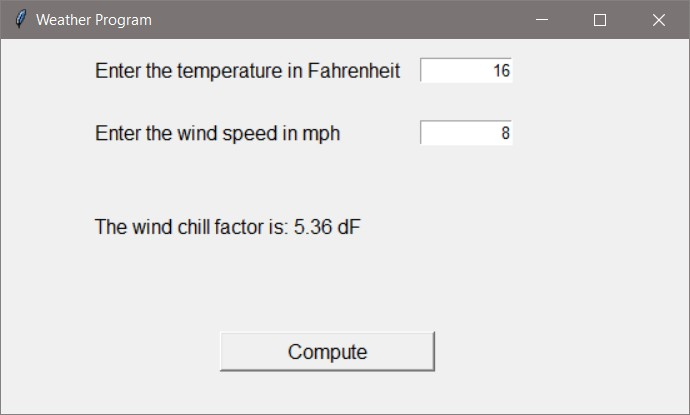 Weather Program
Enter the temperature in Fahrenheit 16
Enter the wind speed in mph 8
The wind chill factor is: 5.36 dF
Compute